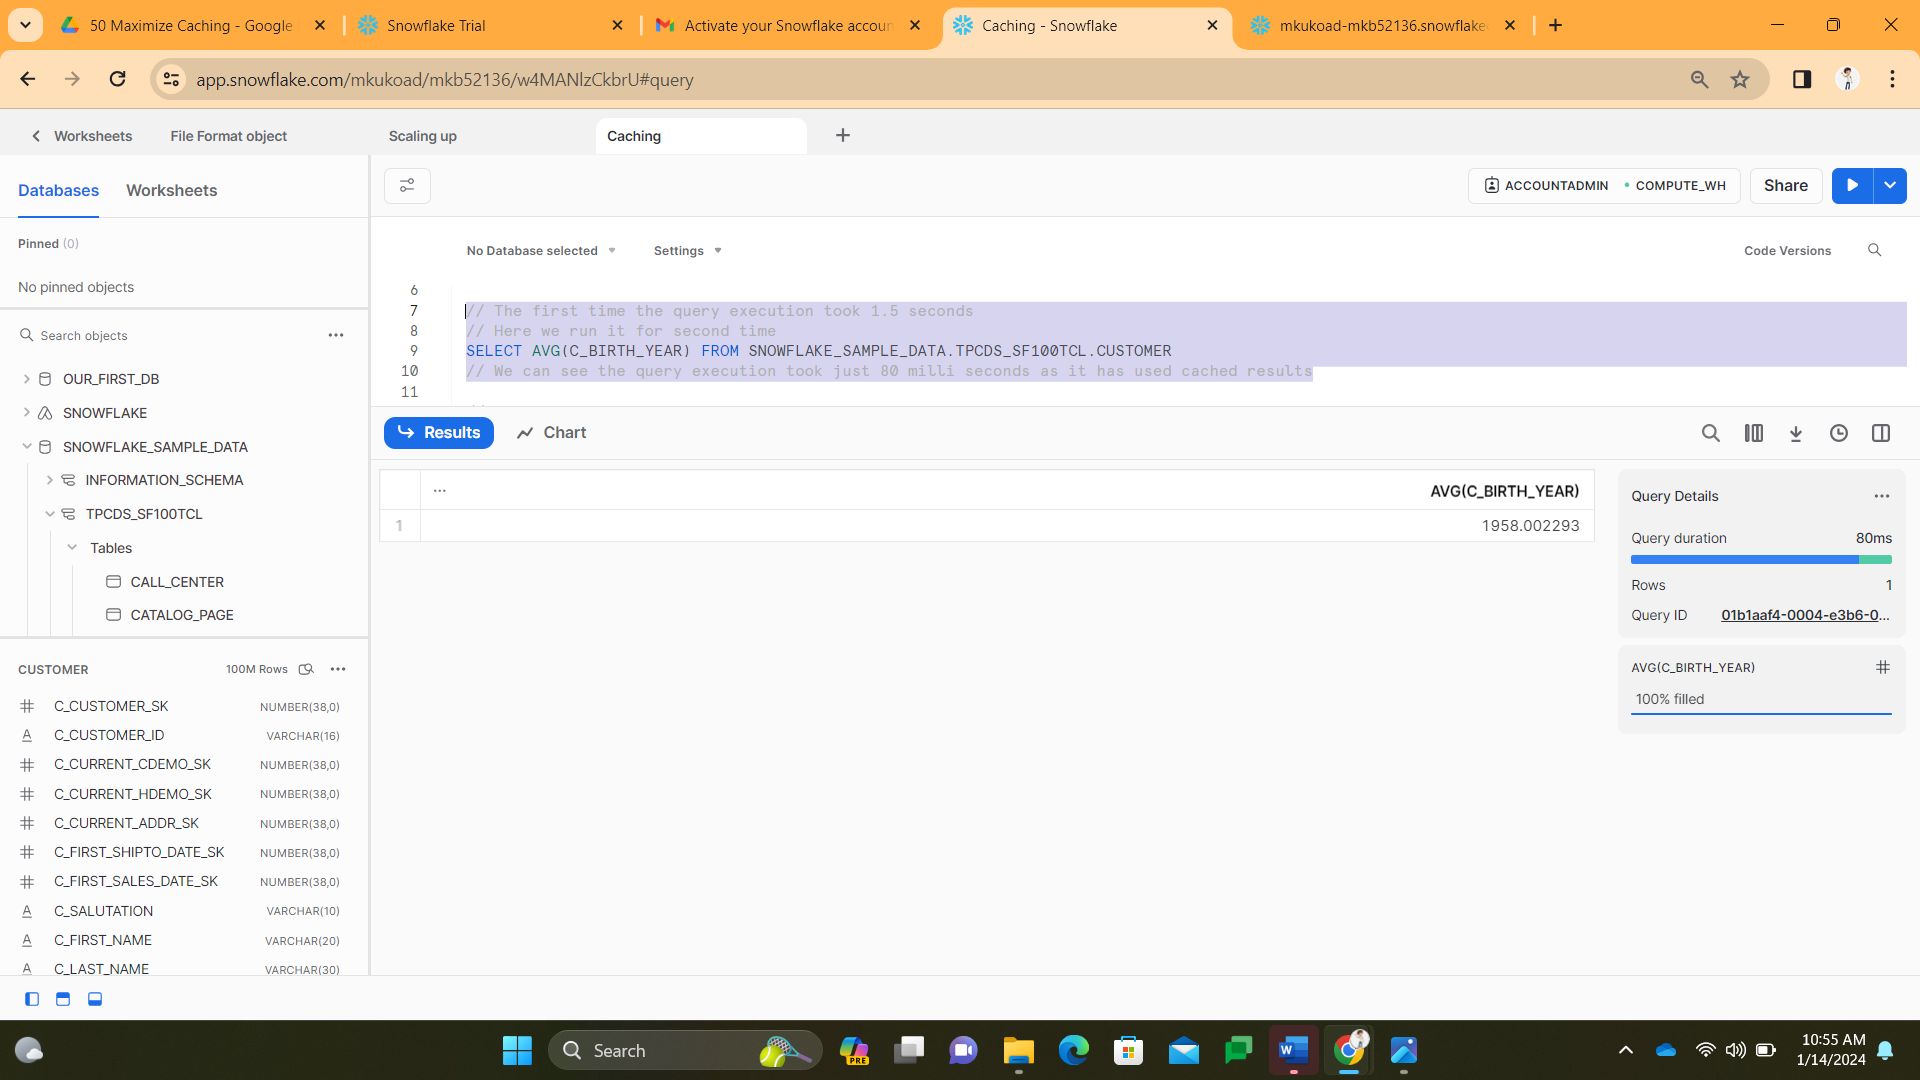 50 Maximize Caching - Google
Snowflake Trial
Activate your Snowflake accoun
Caching - Snowflake
mkukoad-mkb52136.snowflake
app.snowflake.com/mkukoad/mkb52136/w4MANlzCkbrU#query
Worksheets
File Format object
Scaling up
Caching
Databases
Worksheets
ACCOUNTADMIN
COMPUTE_WH
Share
Pinned (0)
No pinned objects
No Database selected
Settings
Code Versions
Search objects
6
7 // The first time the query execution took 1.5 seconds
8 // Here we run it for second time
9 SELECT AVG(C_BIRTH_YEAR) FROM SNOWFLAKE_SAMPLE_DATA.TPCDS_SF100TCL.CUSTOMER
10 // We can see the query execution took just 80 milli seconds as it has used cached results
11
OUR_FIRST_DB
SNOWFLAKE
SNOWFLAKE_SAMPLE_DATA
INFORMATION_SCHEMA
TPCDS_SF100TCL
Tables
CALL_CENTER
CATALOG_PAGE
Results
Chart
... AVG(C_BIRTH_YEAR)
1 1958.002293
Query Details
...
Query duration 80ms
Rows 1
Query ID 01b1aaf4-0004-e3b6-0...
AVG(C_BIRTH_YEAR)
100% filled
CUSTOMER 100M Rows
C_CUSTOMER_SK NUMBER(38,0)
C_CUSTOMER_ID VARCHAR(16)
C_CURRENT_CDEMO_SK NUMBER(38,0)
C_CURRENT_HDEMO_SK NUMBER(38,0)
C_CURRENT_ADDR_SK NUMBER(38,0)
C_FIRST_SHIPTO_DATE_SK NUMBER(38,0)
C_FIRST_SALES_DATE_SK NUMBER(38,0)
C_SALUTATION VARCHAR(10)
C_FIRST_NAME VARCHAR(20)
C_LAST_NAME VARCHAR(30)
Search
PRE
10:55 AM
1/14/2024